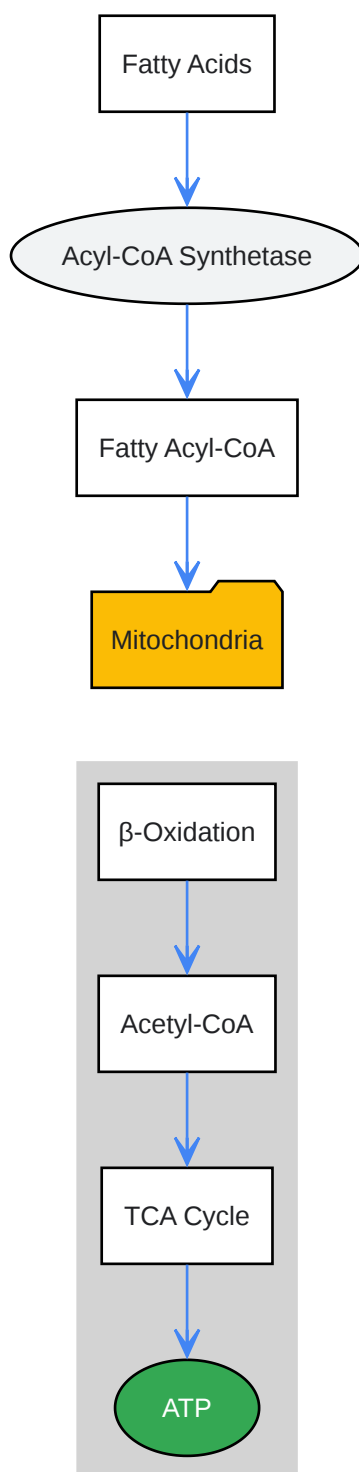 Fatty Acids
Acyl-CoA Synthetase
Fatty Acyl-CoA
Mitochondria
β-Oxidation
Acetyl-CoA
TCA Cycle
ATP